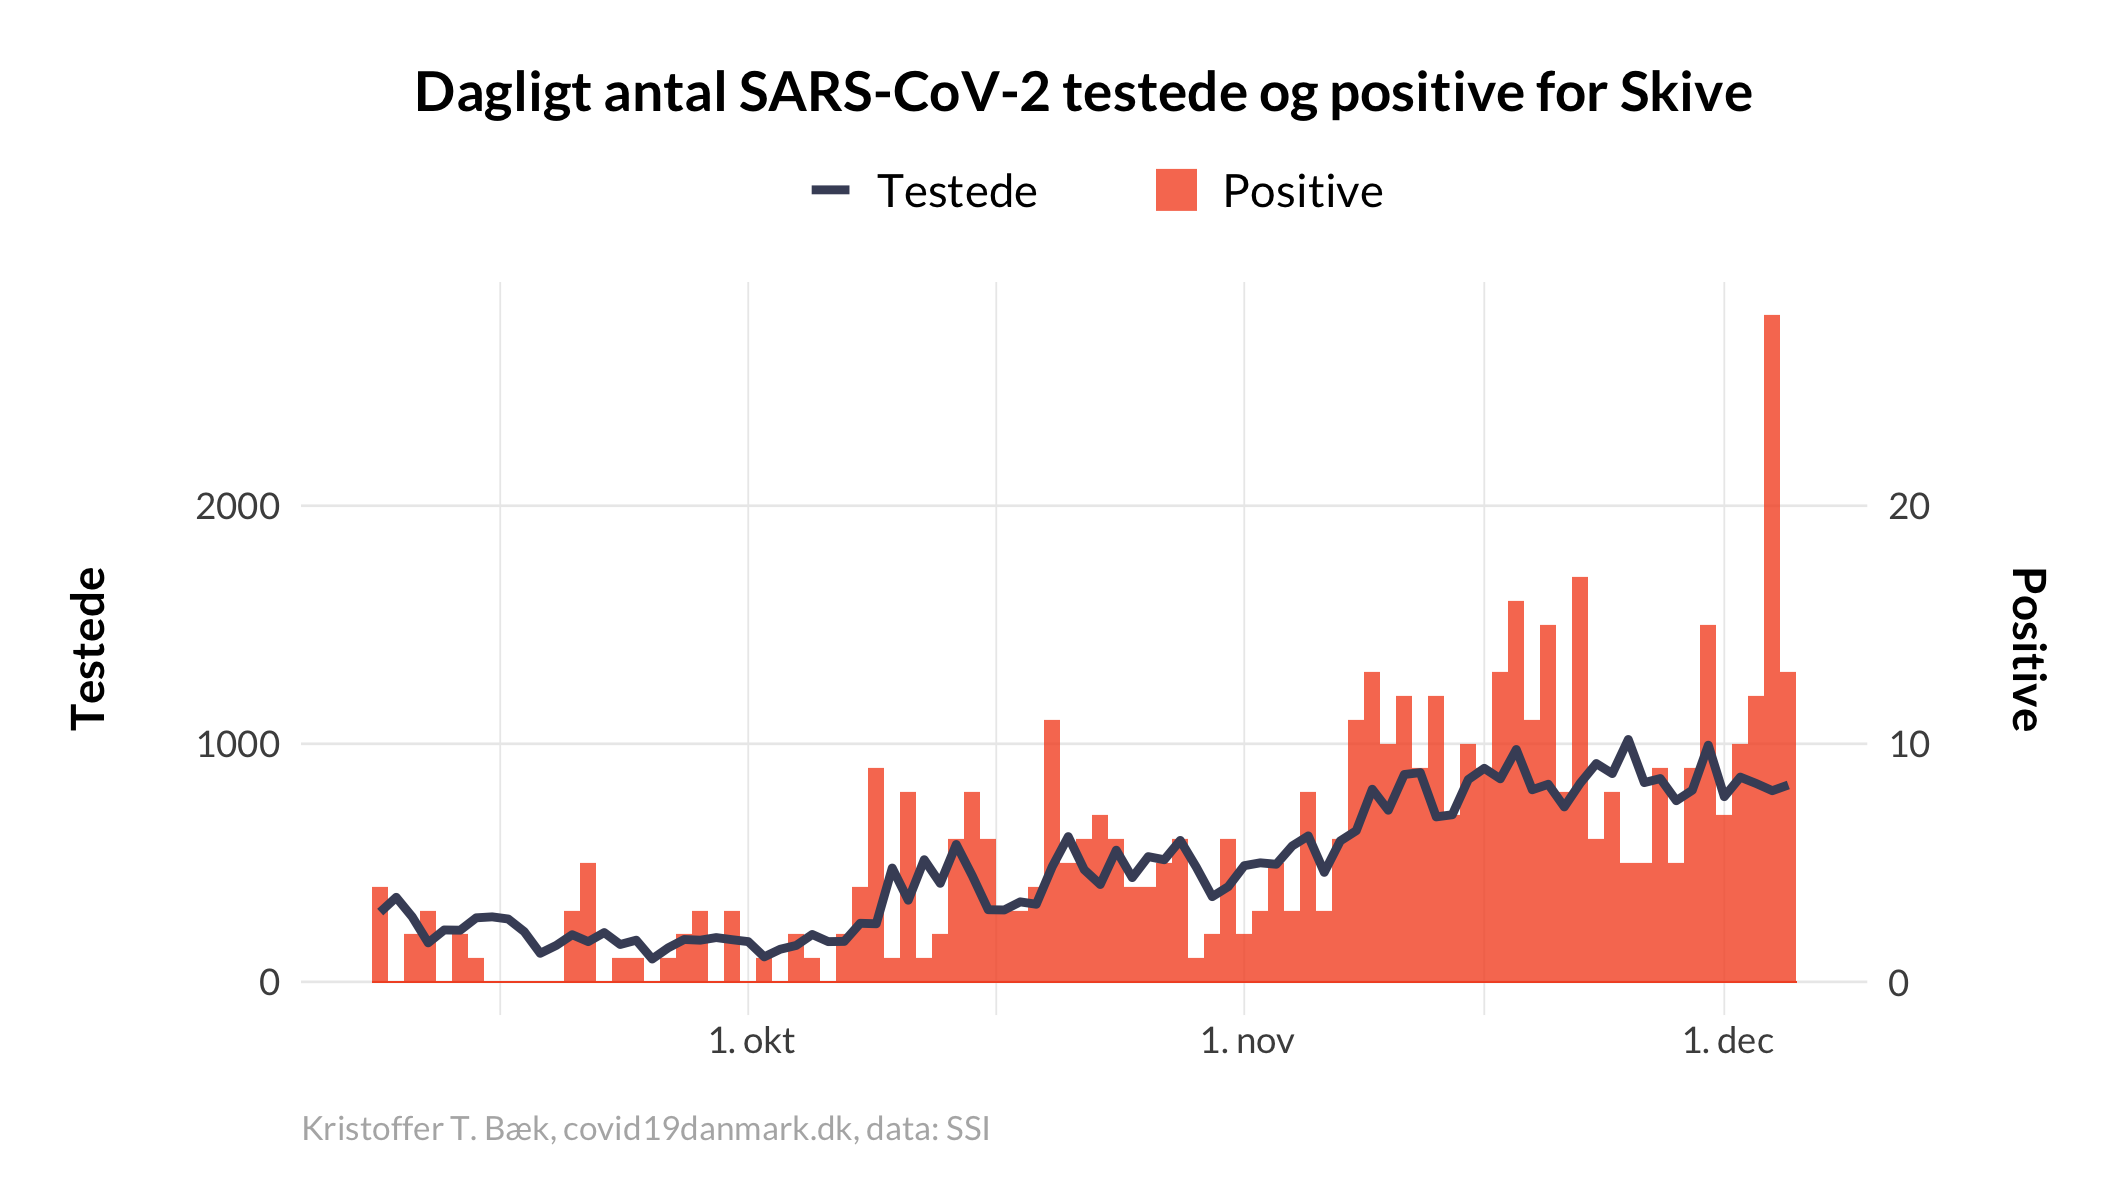 Dagligt antal SARS-CoV-2 testede og positive for Skive
Testede
Positive
2000
1000
0
Testede
20
10
0
Positive
1. okt
1. nov
1. dec
Kristoffer T. Bæk, covid19danmark.dk, data: SSI